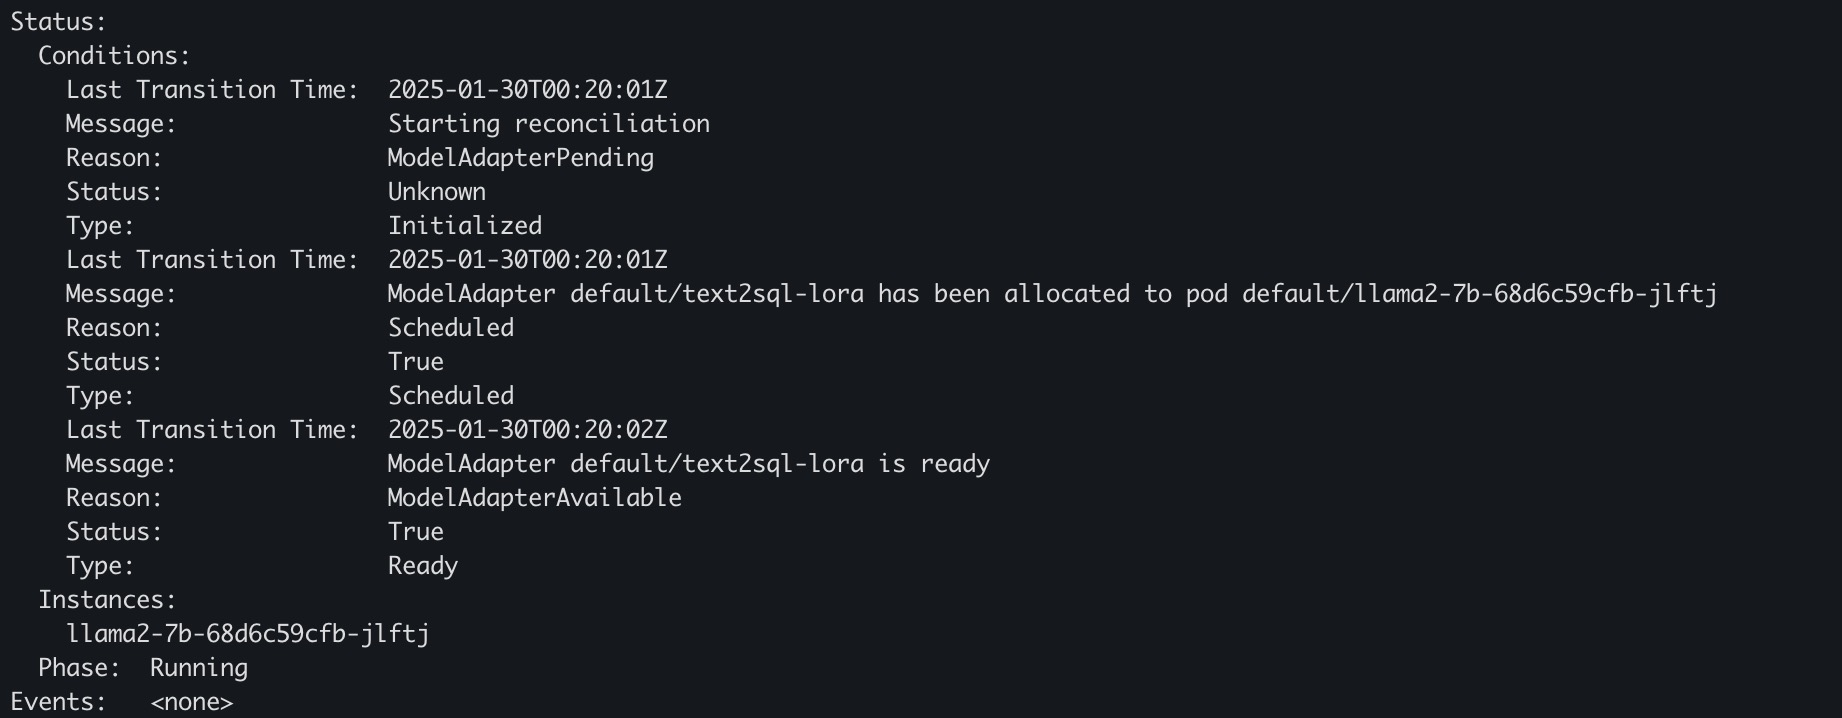 Status:
  Conditions:
    Last Transition Time:  2025-01-30T00:20:01Z
    Message:               Starting reconciliation
    Reason:                ModelAdapterPending
    Status:                Unknown
    Type:                  Initialized
    Last Transition Time:  2025-01-30T00:20:01Z
    Message:               ModelAdapter default/text2sql-lora has been allocated to pod default/llama2-7b-68d6c59cfb-jlftj
    Reason:                Scheduled
    Status:                True
    Type:                  Scheduled
    Last Transition Time:  2025-01-30T00:20:02Z
    Message:               ModelAdapter default/text2sql-lora is ready
    Reason:                ModelAdapterAvailable
    Status:                True
    Type:                  Ready
  Instances:
    llama2-7b-68d6c59cfb-jlftj
  Phase:  Running
Events:   <none>